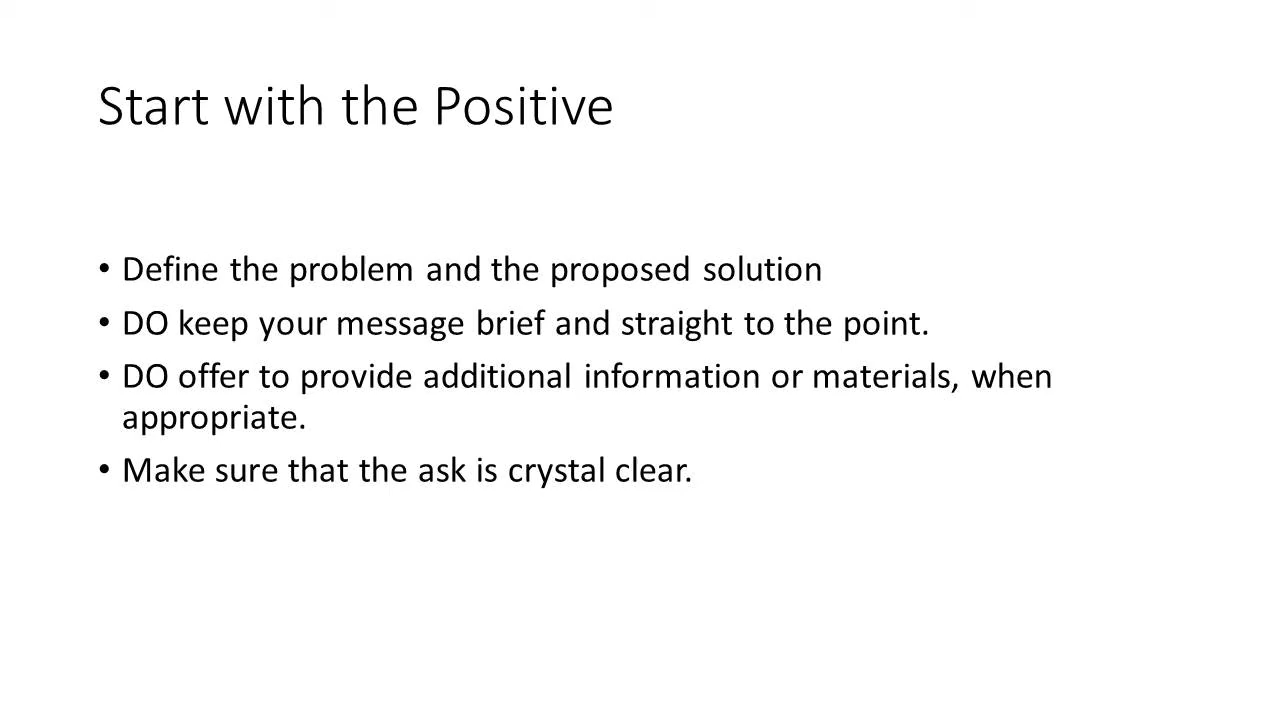 Start with the Positive
• Define the problem and the proposed solution
• DO keep your message brief and straight to the point.
• DO offer to provide additional information or materials, when
appropriate.
• Make sure that the ask is crystal clear.